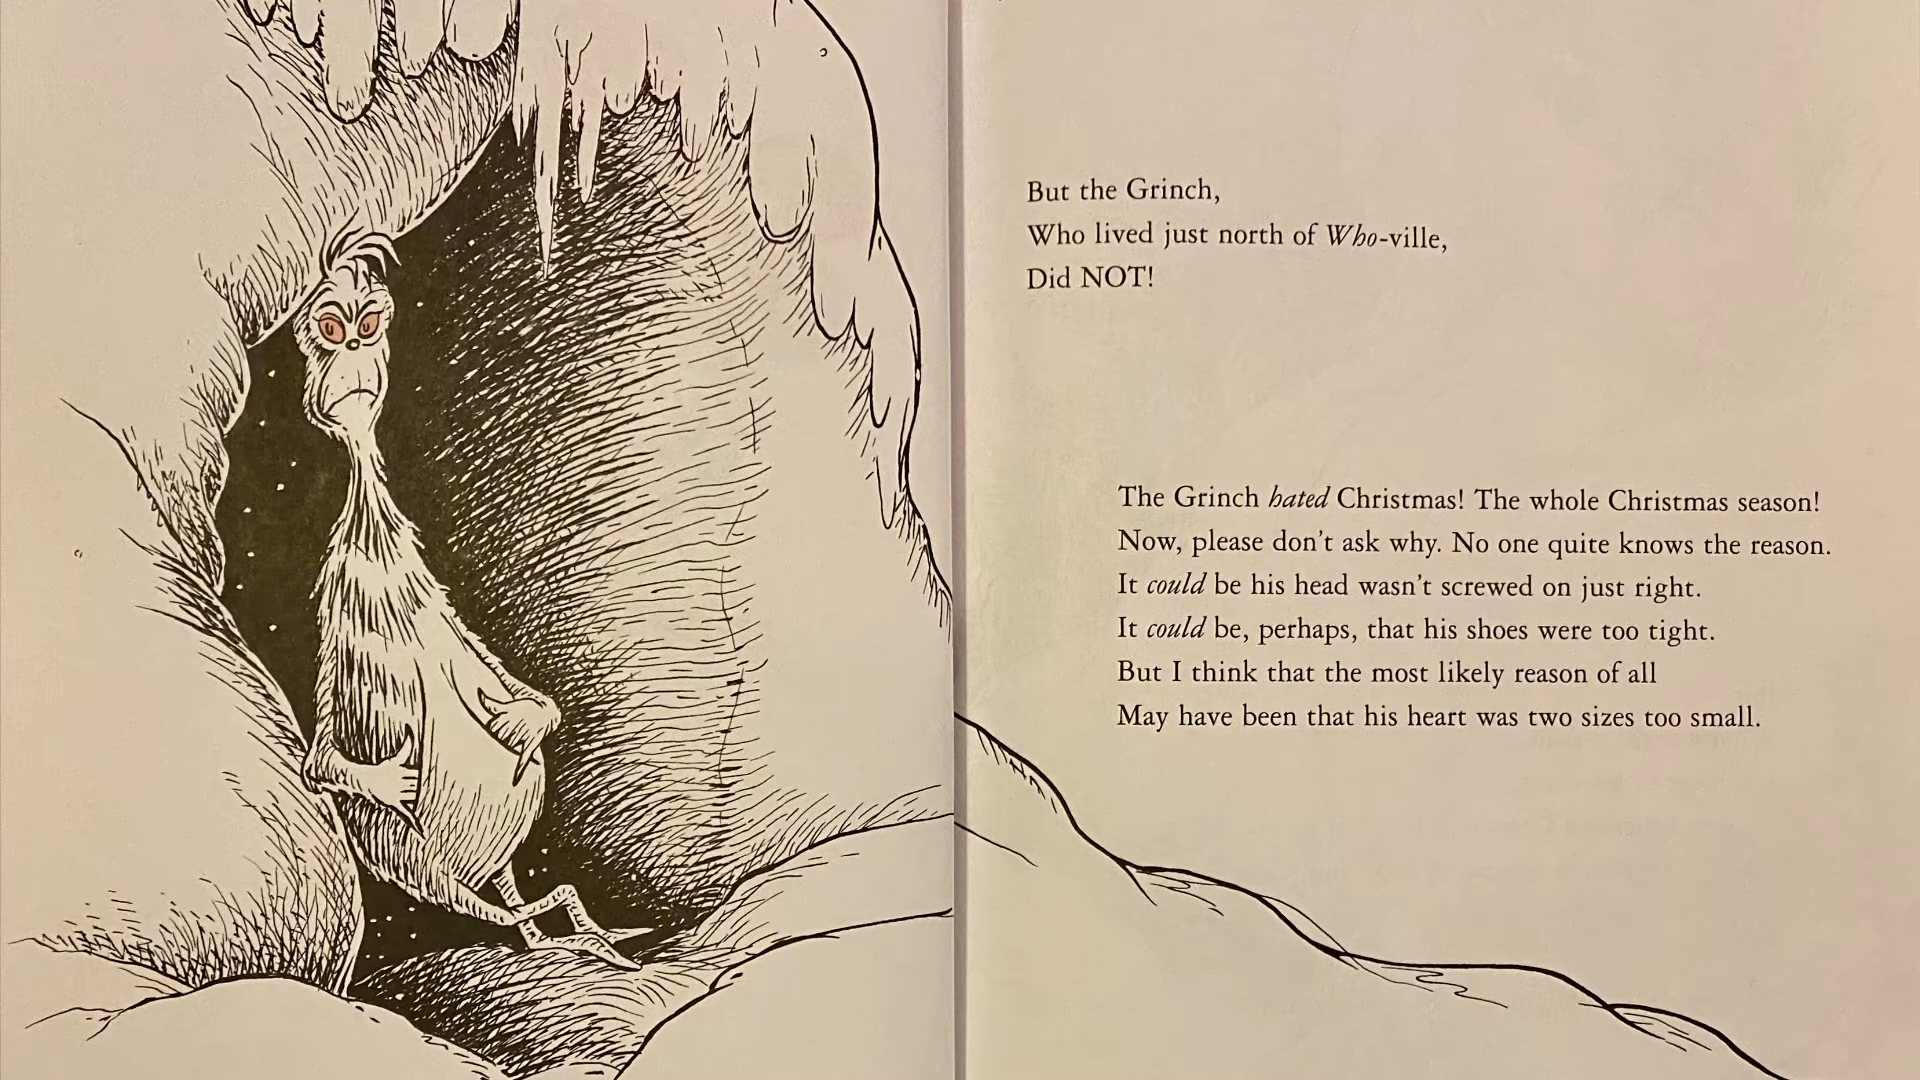 But the Grinch,
Who lived just north of Who-ville,
Did NOT!
The Grinch hated Christmas! The whole Christmas season!
Now, please don't ask why. No one quite knows the reason.
It could be his head wasn't screwed on just right.
It could be, perhaps, that his shoes were too tight.
But I think that the most likely reason of all
May have been that his heart was two sizes too small.